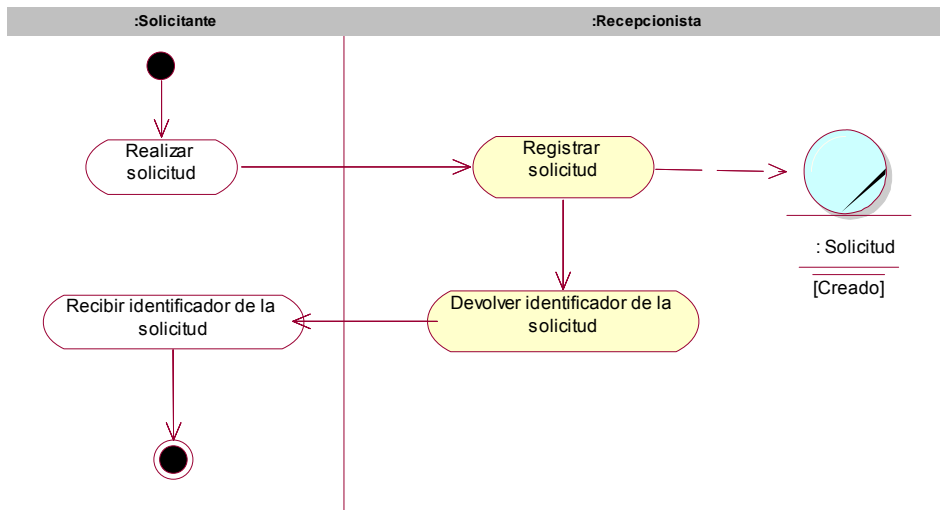 :Solicitante
:Recepcionista
Realizar
solicitud
Registrar
solicitud
: Solicitud
[Creado]
Recibir identificador de la
solicitud
Devolver identificador de la
solicitud